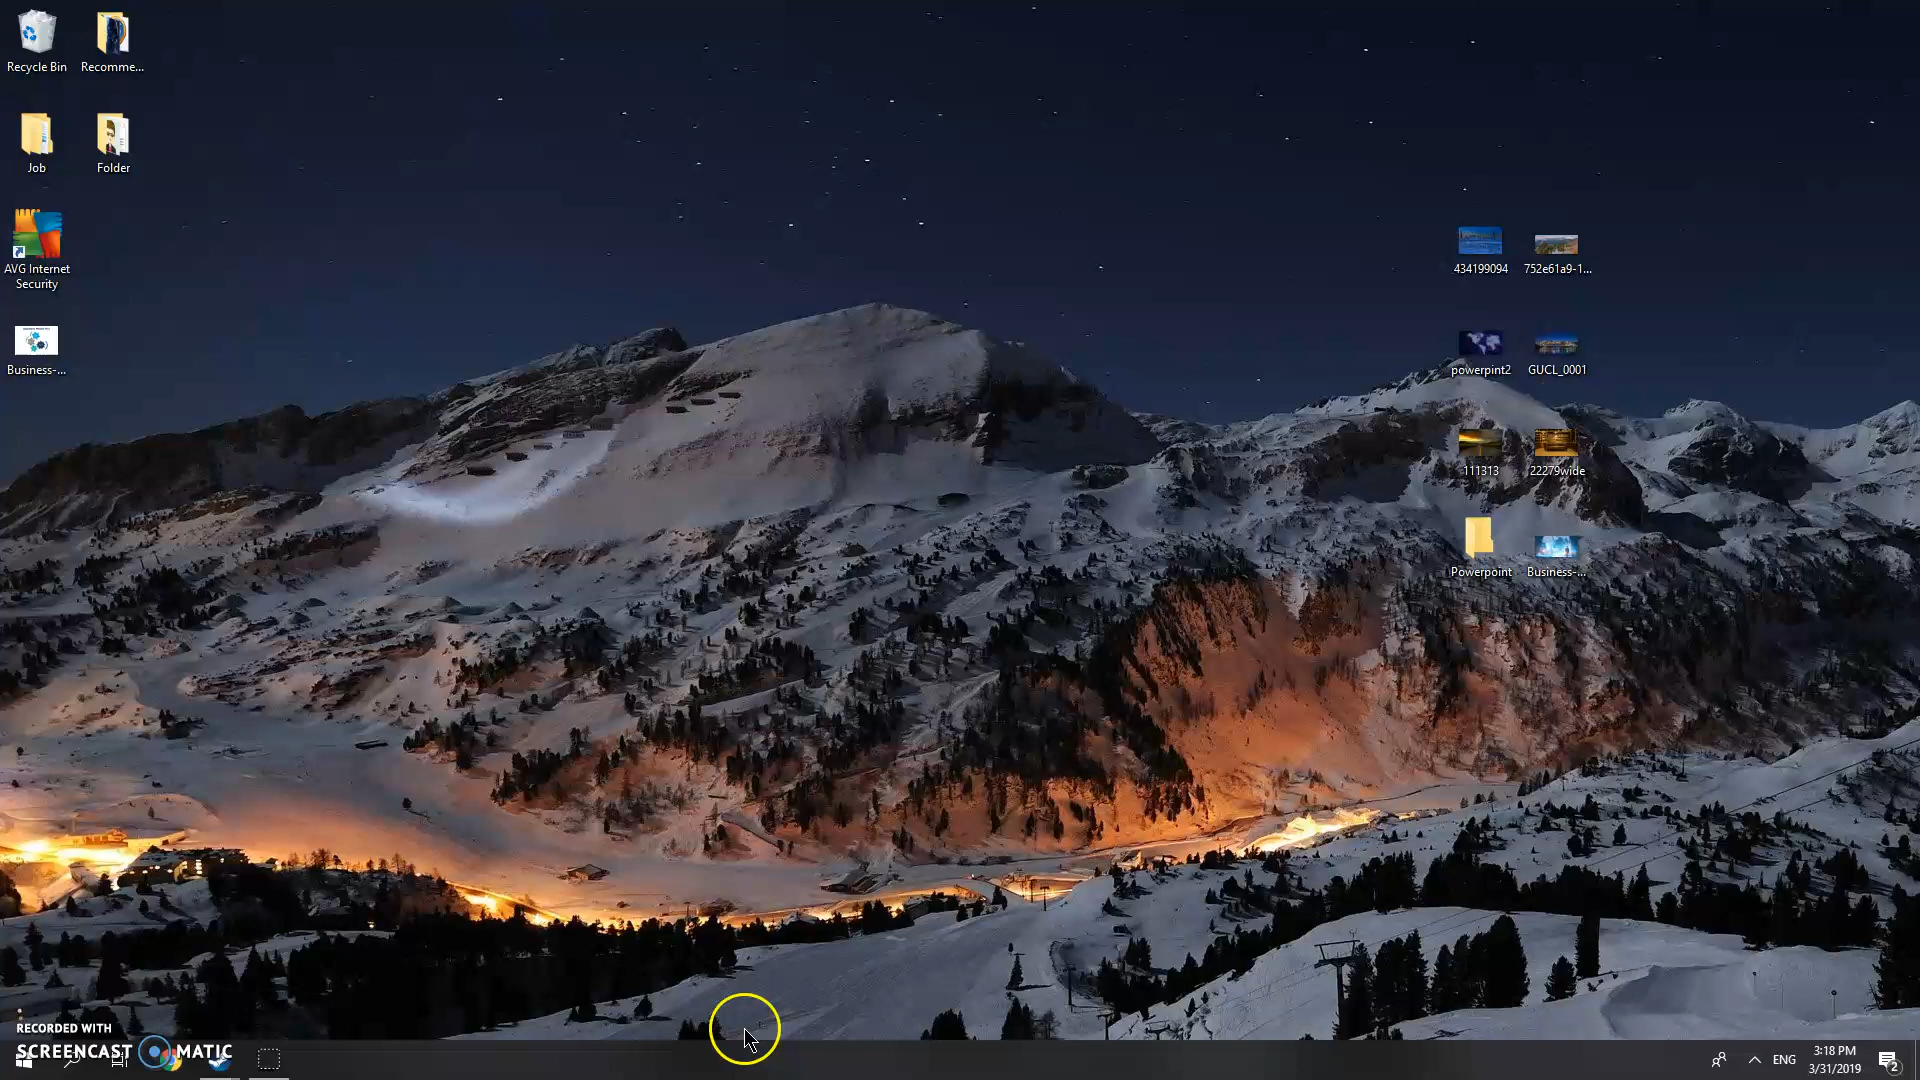 Recycle Bin
Recomme...
Job
Folder
AVG Internet
Security
Business-...
434199094
752e61a9-1...
powerpint2
GUCL_0001
111313
22279wide
Powerpoint
Business-...
RECORDED WITH
SCREENCAST MATIC
ENG
3:18 PM
3/31/2019
2